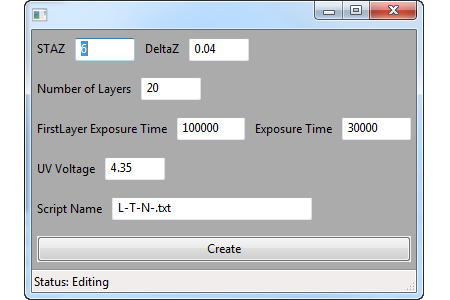 STAZ 6 DeltaZ 0.04
Number of Layers 20
FirstLayer Exposure Time 100000 Exposure Time 30000
UV Voltage 4.35
Script Name L-T-N-.txt
Create
Status: Editing